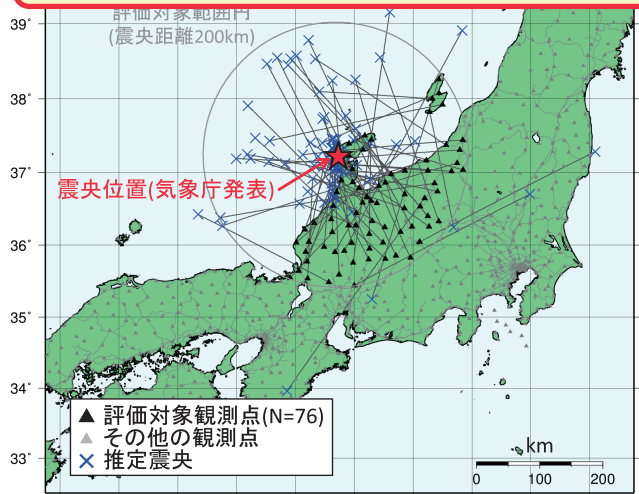 39°
評価対象範囲円
(震央距離200km)
38°
37°
震央位置(気象庁発表)
36°
35°
34°
33°
評価対象観測点(N=76)
その他の観測点
推定震央
km
0 100 200